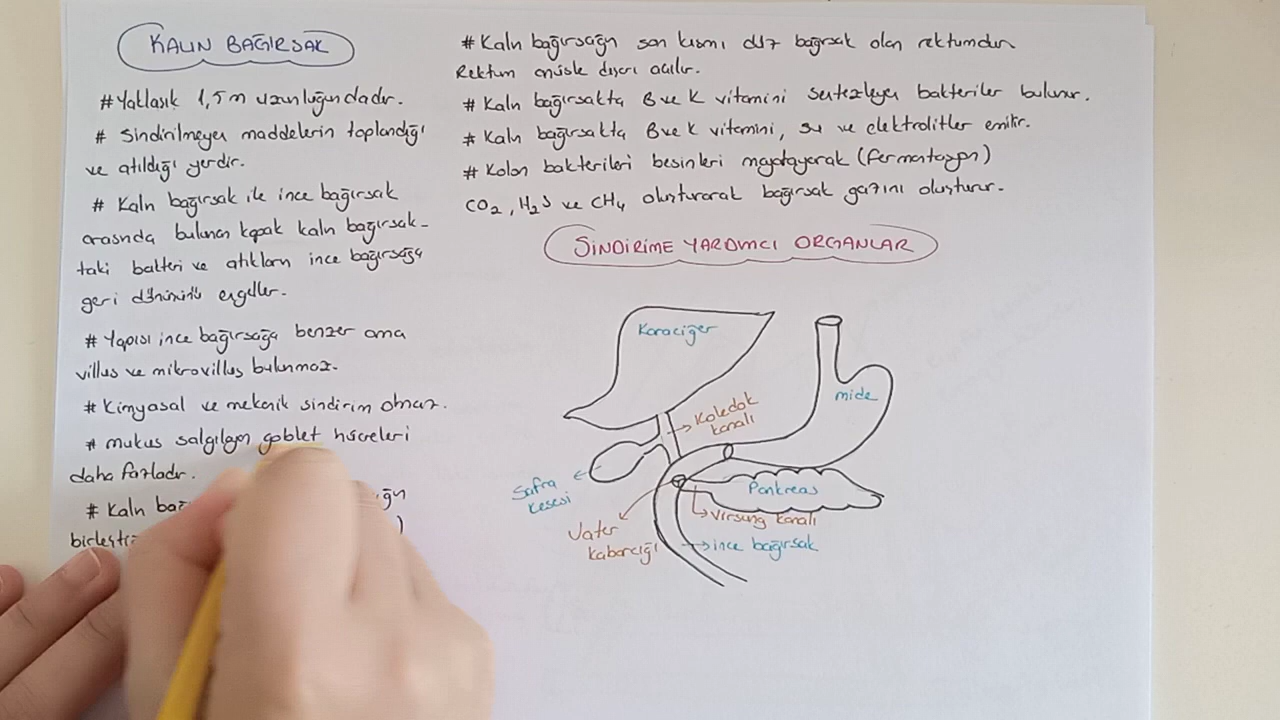 KALIN BAĞIRSAK
# Yaklaşık 1,5 m uzunluğundadır.
# Sindirilmeyen maddelerin toplandığı
ve atıldığı yerdir.
# Kalın bağırsak ile ince bağırsak
arasında bulunan kapak kalın bağırsak-
taki bakteri ve atıkların ince bağırsağa
geri dönüşünü engeller.
# Yapısı ince bağırsağa benzer ama
villus ve mikrovillus bulunmaz.
# Kimyasal ve mekanik sindirim olmaz.
# mukus salgılayan goblet hücreleri
daha fazladır.
# Kalın
# Kalın bağırsağın son kısmı düz bağırsak olan rektumdur.
Rektum anüsle dışarı açılır.
# Kalın bağırsakta B ve K vitamini sentezleyen bakteriler bulunur.
# Kalın bağırsakta B ve K vitamini, su ve elektrolitler emilir.
# Kolon bakterileri besinleri mayalayarak (fermantasyon)
CO2, H2S ve CH4 oluşturarak bağırsak gazını oluşturur.
SİNDİRİME YARDIMCI ORGANLAR
Karaciğer
mide
Koledok
kanalı
Safra
kesesi
Pankreas
Virsung kanalı
Vater
kabarcığı
ince bağırsak